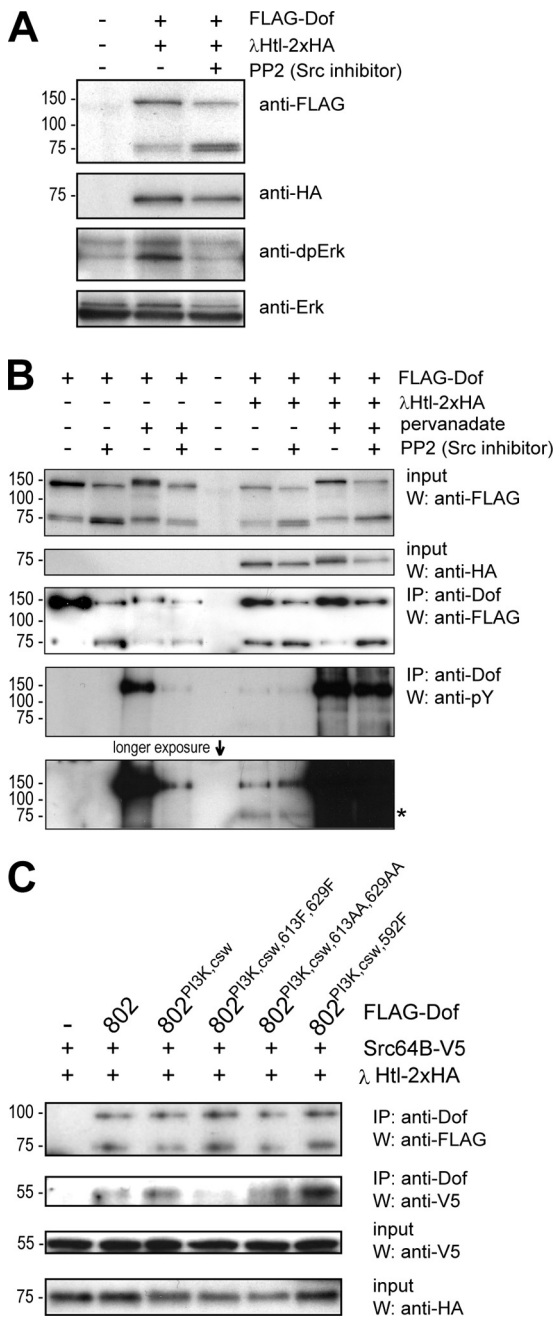 A
- + + FLAG-Dof
- + + λHtl-2xHA
- - + PP2 (Src inhibitor)
150 -
100 -
75 -
anti-FLAG
75 -
anti-HA
anti-dpErk
anti-Erk
B
+ + + + - + + + + FLAG-Dof
- - - - - + + + + λHtl-2xHA
- - + + - - - + + pervanadate
- + - + - - + - + PP2 (Src inhibitor)
150 -
100 -
75 -
input
W: anti-FLAG
75 -
input
W: anti-HA
150 -
100 -
75 -
IP: anti-Dof
W: anti-FLAG
150 -
100 -
75 -
IP: anti-Dof
W: anti-pY
longer exposure ↓
150 -
100 -
75 -
*
C
- 802 802PI3K,csw 802PI3K,csw,613F,629F 802PI3K,csw,613AA,629AA 802PI3K,csw,592F FLAG-Dof
+ + + + + + Src64B-V5
+ + + + + + λ Htl-2xHA
100 -
75 -
IP: anti-Dof
W: anti-FLAG
55 -
IP: anti-Dof
W: anti-V5
55 -
input
W: anti-V5
75 -
input
W: anti-HA